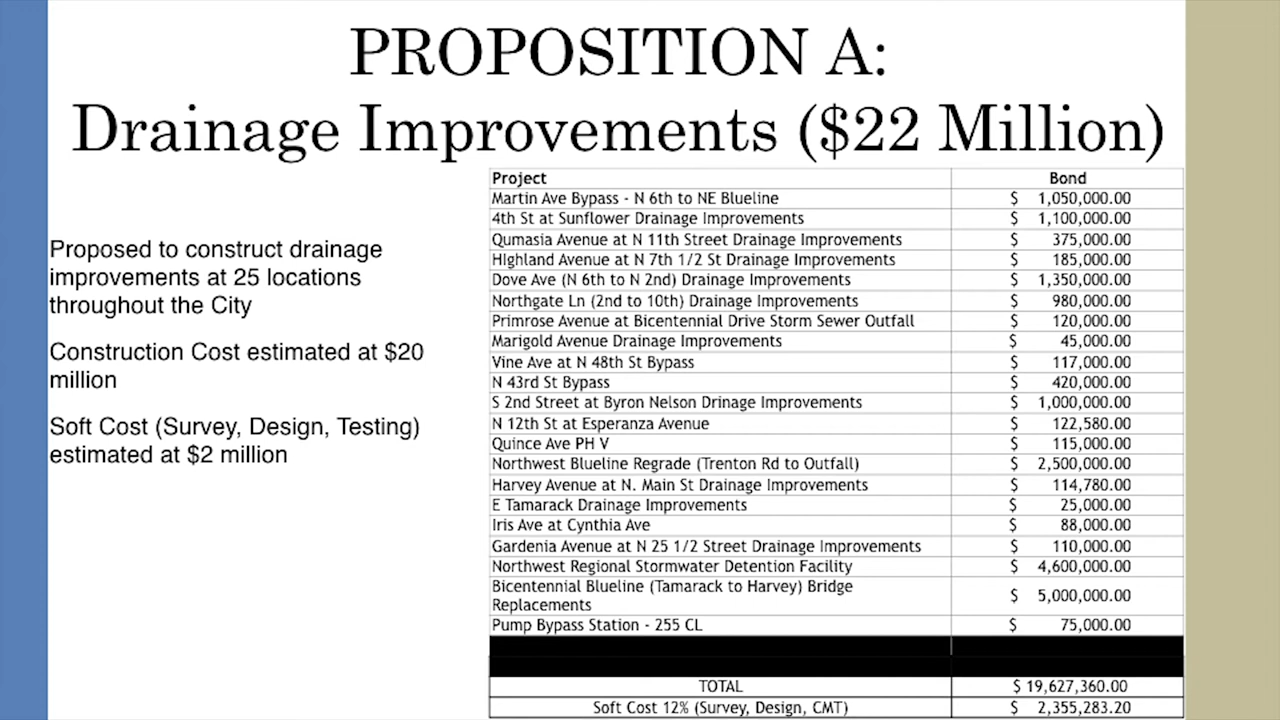 PROPOSITION A:
Drainage Improvements ($22 Million)
Proposed to construct drainage
improvements at 25 locations
throughout the City
Construction Cost estimated at $20
million
Soft Cost (Survey, Design, Testing)
estimated at $2 million
Project Bond
Martin Ave Bypass - N 6th to NE Blueline $ 1,050,000.00
4th St at Sunflower Drainage Improvements $ 1,100,000.00
Qumasia Avenue at N 11th Street Drainage Improvements $ 375,000.00
HIghland Avenue at N 7th 1/2 St Drainage Improvements $ 185,000.00
Dove Ave (N 6th to N 2nd) Drainage Improvements $ 1,350,000.00
Northgate Ln (2nd to 10th) Drainage Improvements $ 980,000.00
Primrose Avenue at Bicentennial Drive Storm Sewer Outfall $ 120,000.00
Marigold Avenue Drainage Improvements $ 45,000.00
Vine Ave at N 48th St Bypass $ 117,000.00
N 43rd St Bypass $ 420,000.00
S 2nd Street at Byron Nelson Drinage Improvements $ 1,000,000.00
N 12th St at Esperanza Avenue $ 122,580.00
Quince Ave PH V $ 115,000.00
Northwest Blueline Regrade (Trenton Rd to Outfall) $ 2,500,000.00
Harvey Avenue at N. Main St Drainage Improvements $ 114,780.00
E Tamarack Drainage Improvements $ 25,000.00
Iris Ave at Cynthia Ave $ 88,000.00
Gardenia Avenue at N 25 1/2 Street Drainage Improvements $ 110,000.00
Northwest Regional Stormwater Detention Facility $ 4,600,000.00
Bicentennial Blueline (Tamarack to Harvey) Bridge
Replacements $ 5,000,000.00
Pump Bypass Station - 255 CL $ 75,000.00
TOTAL $ 19,627,360.00
Soft Cost 12% (Survey, Design, CMT) $ 2,355,283.20